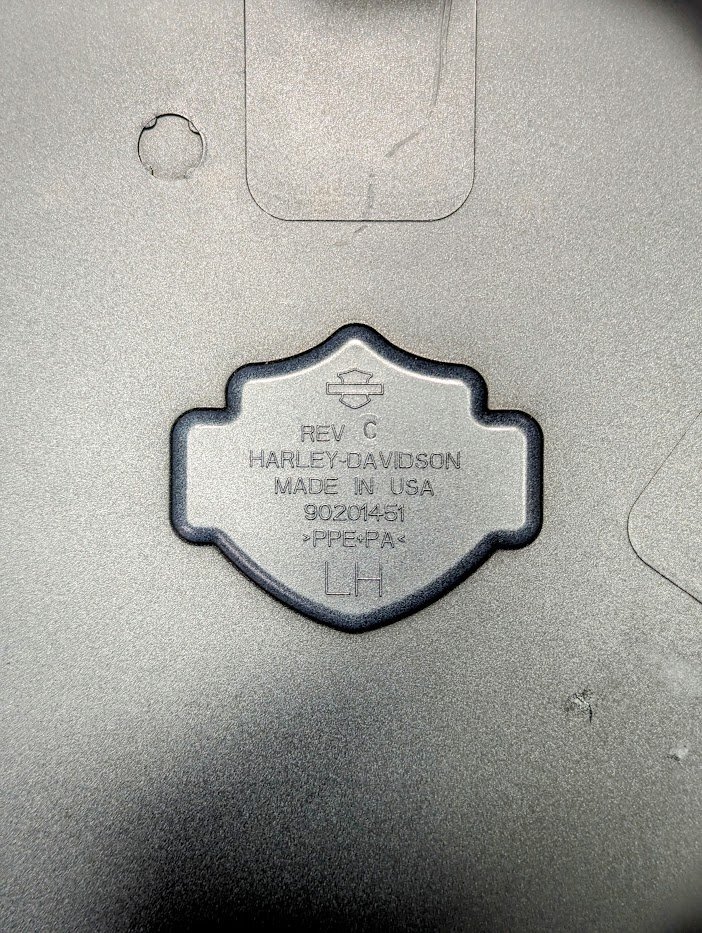 REV C
HARLEY-DAVIDSON
MADE IN USA
90201451
>PPE+PA<
LH